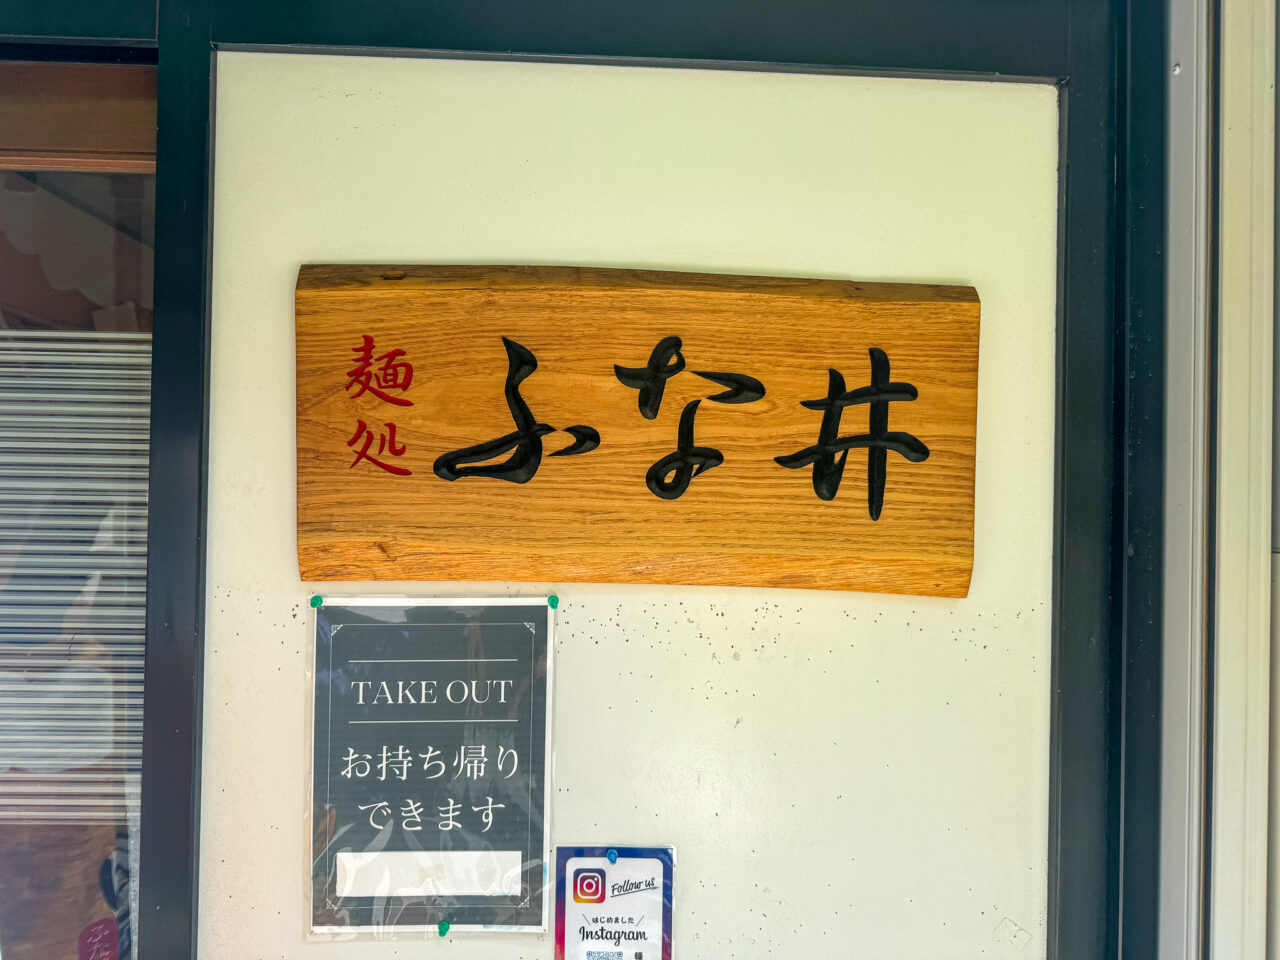 麺処
ふな井
TAKE OUT
お持ち帰り
できます
Follow us
はじめました
Instagram
麺